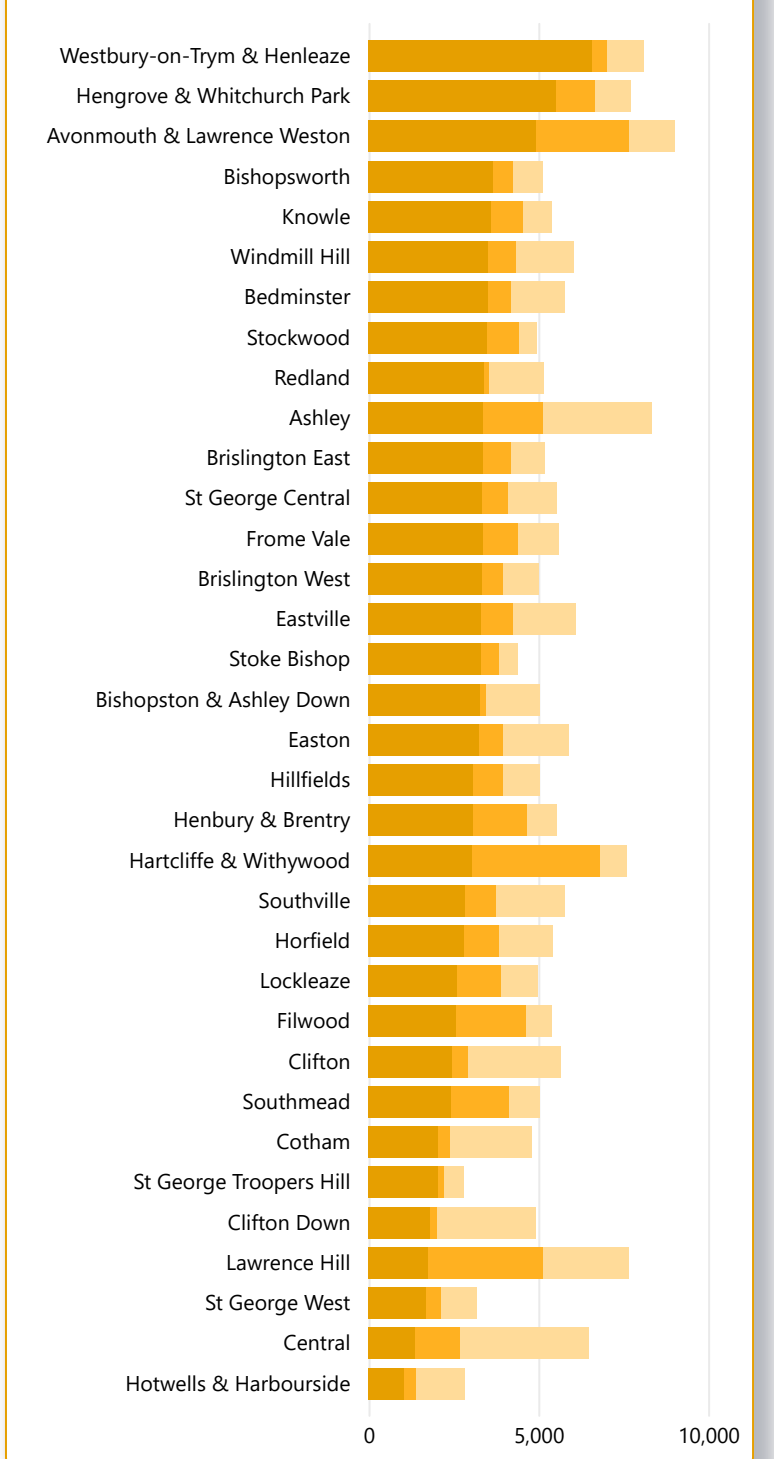 Westbury-on-Trym & Henleaze
Hengrove & Whitchurch Park
Avonmouth & Lawrence Weston
Bishopsworth
Knowle
Windmill Hill
Bedminster
Stockwood
Redland
Ashley
Brislington East
St George Central
Frome Vale
Brislington West
Eastville
Stoke Bishop
Bishopston & Ashley Down
Easton
Hillfields
Henbury & Brentry
Hartcliffe & Withywood
Southville
Horfield
Lockleaze
Filwood
Clifton
Southmead
Cotham
St George Troopers Hill
Clifton Down
Lawrence Hill
St George West
Central
Hotwells & Harbourside
0 5,000 10,000